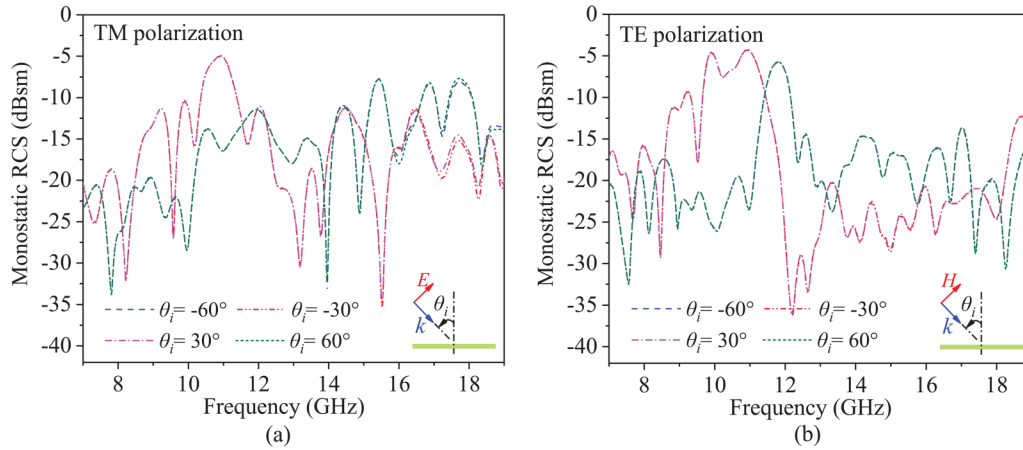 TM polarization
Monostatic RCS (dBsm)
0
-5
-10
-15
-20
-25
-30
-35
-40
θi= -60° θi= -30°
θi= 30° θi= 60°
E
k
θi
8 10 12 14 16 18
Frequency (GHz)
(a)
TE polarization
Monostatic RCS (dBsm)
0
-5
-10
-15
-20
-25
-30
-35
-40
θi= -60° θi= -30°
θi= 30° θi= 60°
H
k
θi
8 10 12 14 16 18
Frequency (GHz)
(b)